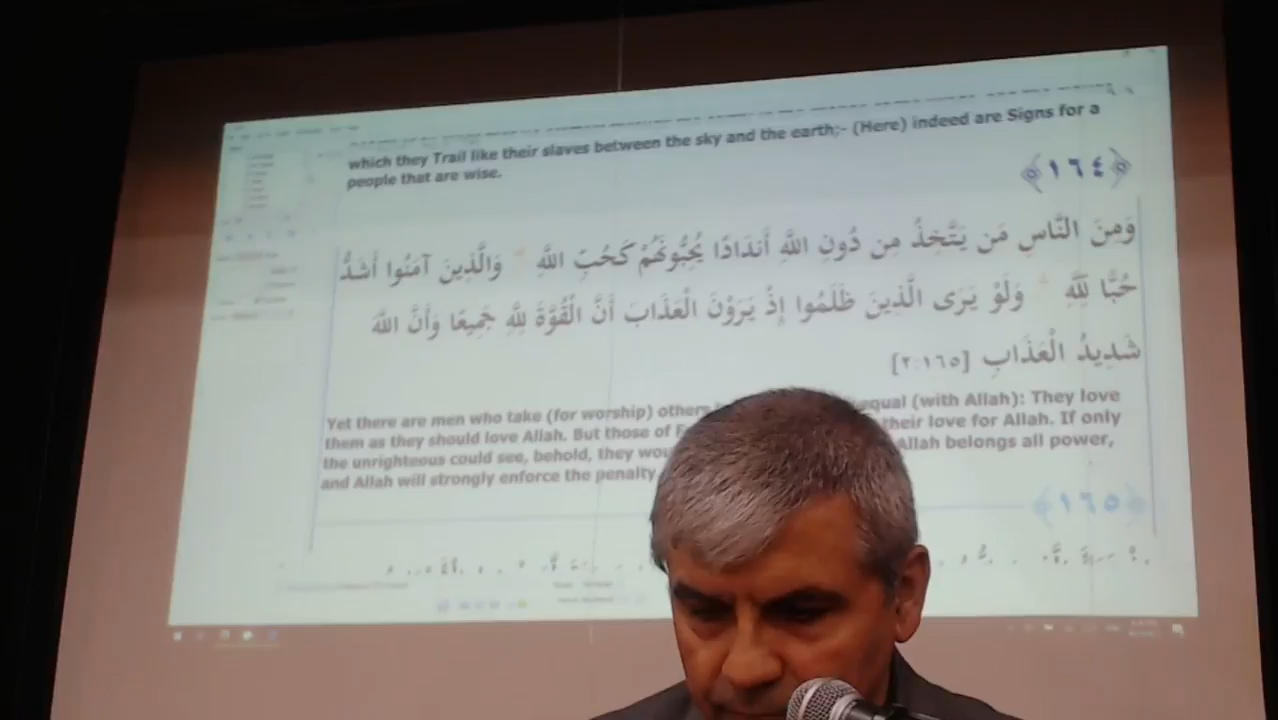 which they Trail like their slaves between the sky and the earth;- (Here) indeed are Signs for a
people that are wise.
﴿١٦٤﴾
وَمِنَ النَّاسِ مَن يَتَّخِذُ مِن دُونِ اللَّهِ أَندَادًا يُحِبُّونَهُمْ كَحُبِّ اللَّهِ ۖ وَالَّذِينَ آمَنُوا أَشَدُّ
حُبًّا لِّلَّهِ ۗ وَلَوْ يَرَى الَّذِينَ ظَلَمُوا إِذْ يَرَوْنَ الْعَذَابَ أَنَّ الْقُوَّةَ لِلَّهِ جَمِيعًا وَأَنَّ اللَّهَ
شَدِيدُ الْعَذَابِ [٢:١٦٥]
Yet there are men who take (for worship) others equal (with Allah): They love
them as they should love Allah. But those of their love for Allah. If only
the unrighteous could see, behold, they Allah belongs all power,
and Allah will strongly enforce the penalty
﴿١٦٥﴾